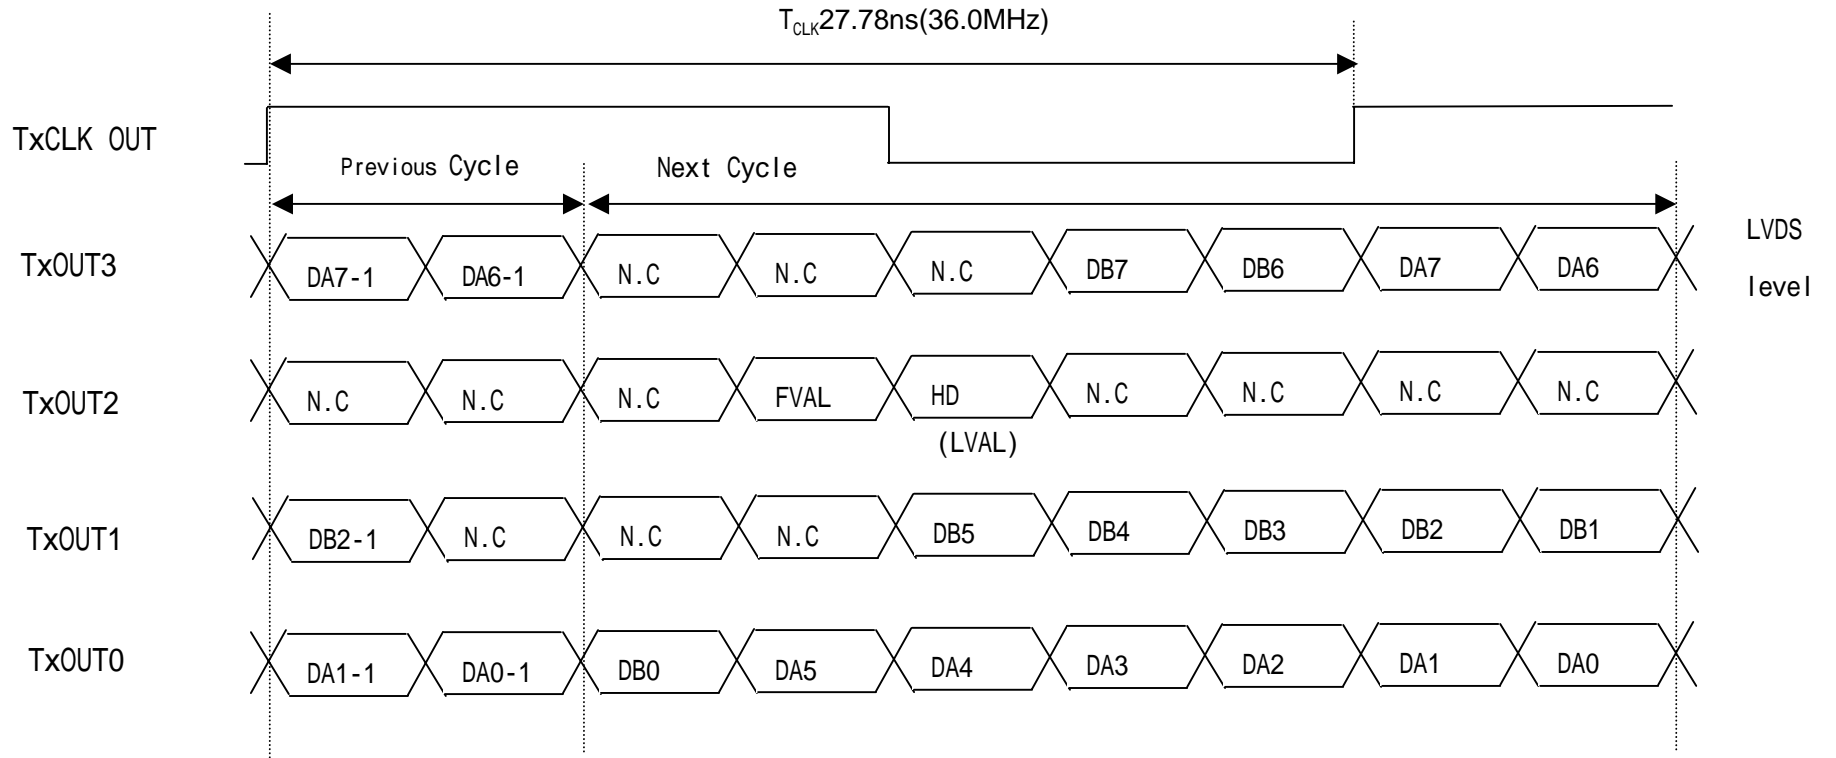 TCLK27.78ns(36.0MHz)
TxCLK OUT
Previous Cycle Next Cycle
TxOUT3 DA7-1 DA6-1 N.C N.C N.C DB7 DB6 DA7 DA6
LVDS
level
TxOUT2 N.C N.C N.C FVAL HD N.C N.C N.C N.C
(LVAL)
TxOUT1 DB2-1 N.C N.C N.C DB5 DB4 DB3 DB2 DB1
TxOUT0 DA1-1 DA0-1 DB0 DA5 DA4 DA3 DA2 DA1 DA0